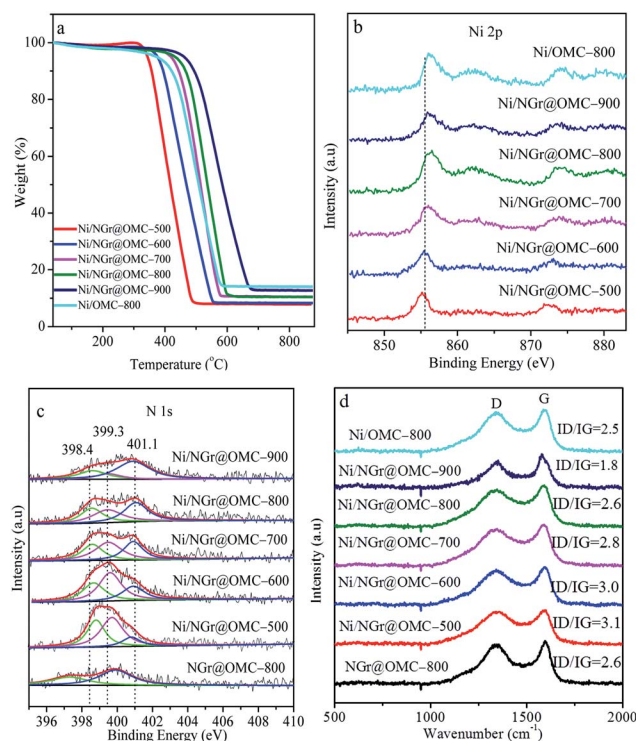 a
100
80
60
40
20
0
Weight (%)
Ni/NGr@OMC–500
Ni/NGr@OMC–600
Ni/NGr@OMC–700
Ni/NGr@OMC–800
Ni/NGr@OMC–900
Ni/OMC–800
200 400 600 800
Temperature (°C)
b
Ni 2p
Ni/OMC–800
Ni/NGr@OMC–900
Ni/NGr@OMC–800
Ni/NGr@OMC–700
Ni/NGr@OMC–600
Ni/NGr@OMC–500
Intensity (a.u)
850 860 870 880
Binding Energy (eV)
c
N 1s
398.4
399.3
401.1
Ni/NGr@OMC–900
Ni/NGr@OMC–800
Ni/NGr@OMC–700
Ni/NGr@OMC–600
Ni/NGr@OMC–500
NGr@OMC–800
Intensity (a.u)
396 398 400 402 404 406 408 410
Binding Energy (eV)
d
D
G
Ni/OMC–800
ID/IG=2.5
Ni/NGr@OMC–900
ID/IG=1.8
Ni/NGr@OMC–800
ID/IG=2.6
Ni/NGr@OMC–700
ID/IG=2.8
Ni/NGr@OMC–600
ID/IG=3.0
Ni/NGr@OMC–500
ID/IG=3.1
NGr@OMC–800
ID/IG=2.6
Intensity (a.u)
500 1000 1500 2000
Wavenumber (cm⁻¹)